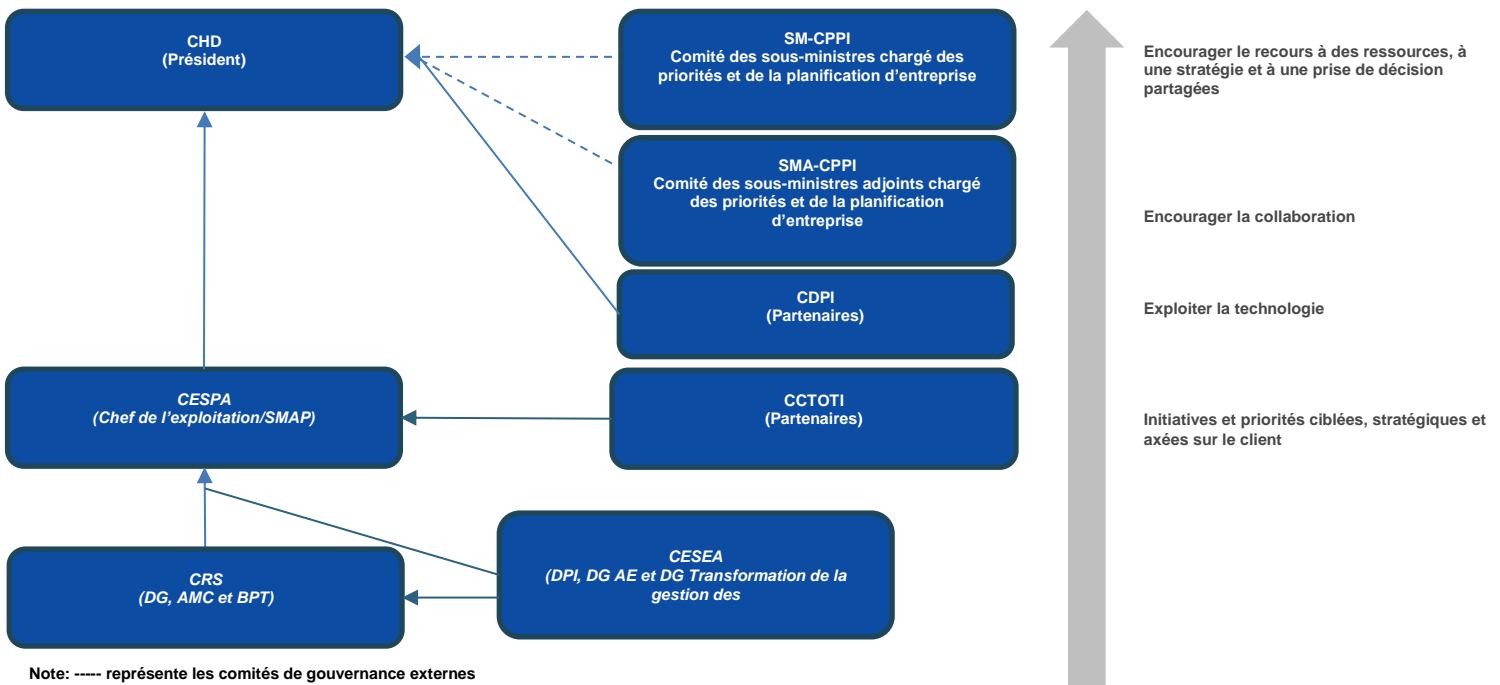 CHD
(Président)
SM-CPPI
Comité des sous-ministres chargé des
priorités et de la planification d’entreprise
Encourager le recours à des ressources, à
une stratégie et à une prise de décision
partagées
SMA-CPPI
Comité des sous-ministres adjoints chargé
des priorités et de la planification
d’entreprise
Encourager la collaboration
CDPI
(Partenaires)
Exploiter la technologie
CESPA
(Chef de l’exploitation/SMAP)
CCTOTI
(Partenaires)
Initiatives et priorités ciblées, stratégiques et
axées sur le client
CRS
(DG, AMC et BPT)
CESEA
(DPI, DG AE et DG Transformation de la
gestion des
Note: ----- représente les comités de gouvernance externes